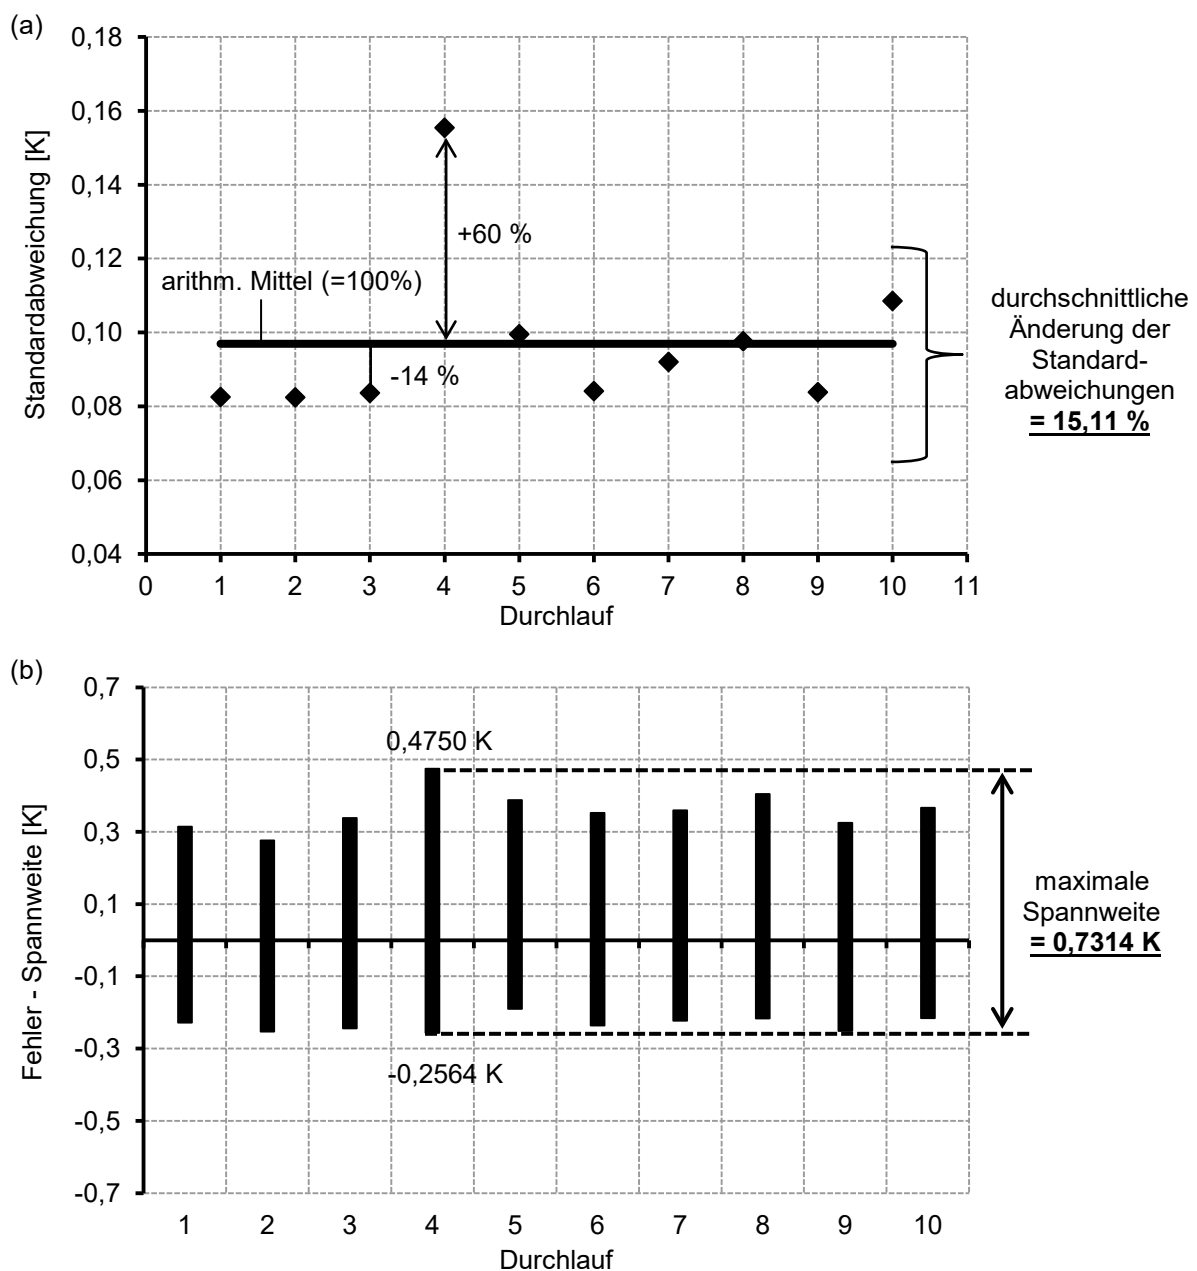 (a)
0,18
0,16
0,14
0,12
0,10
0,08
0,06
0,04
Standardabweichung [K]
+60 %
arithm. Mittel (=100%)
-14 %
durchschnittliche
Änderung der
Standard-
abweichungen
= 15,11 %
0 1 2 3 4 5 6 7 8 9 10 11
Durchlauf
(b)
0,7
0,5
0,3
0,1
-0,1
-0,3
-0,5
-0,7
Fehler - Spannweite [K]
0,4750 K
-0,2564 K
maximale
Spannweite
= 0,7314 K
1 2 3 4 5 6 7 8 9 10
Durchlauf